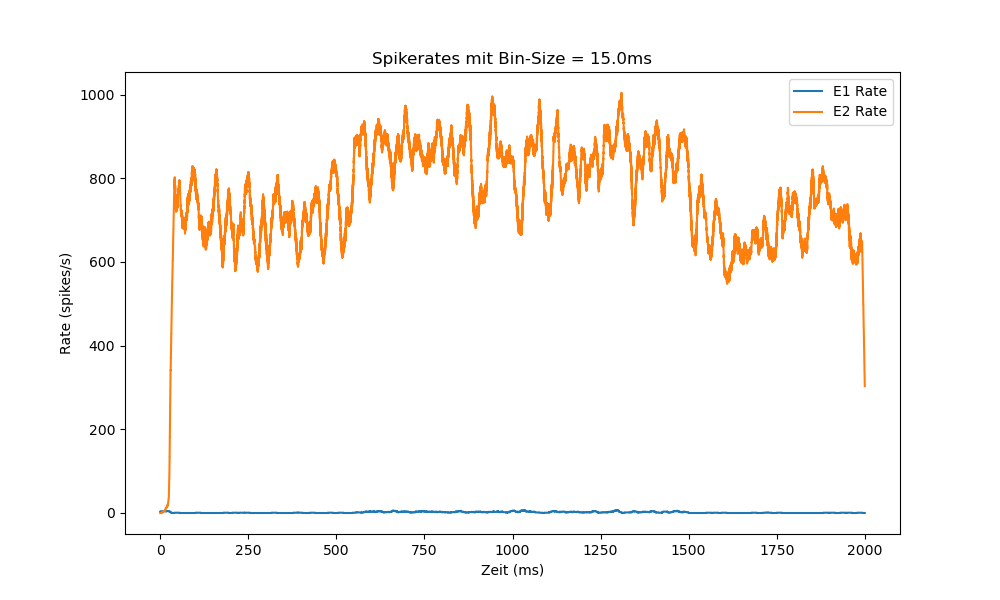 Spikerates mit Bin-Size = 15.0ms
E1 Rate
E2 Rate
1000
800
600
400
200
0
Rate (spikes/s)
0 250 500 750 1000 1250 1500 1750 2000
Zeit (ms)